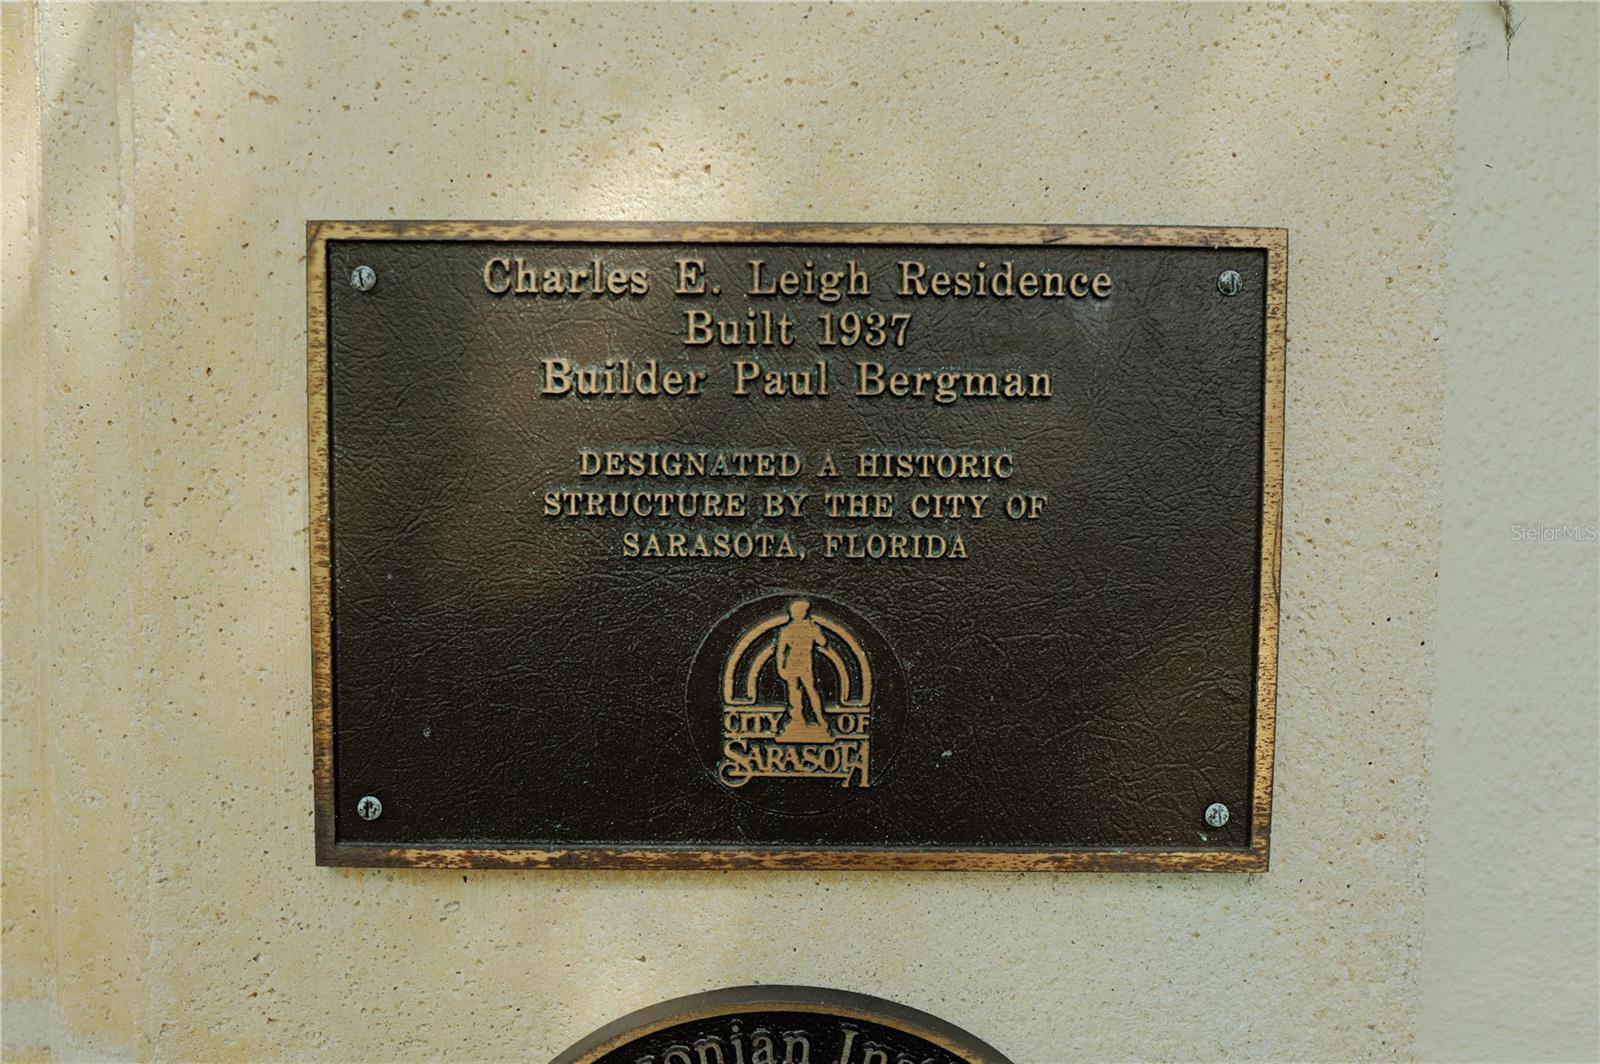 Charles E. Leigh Residence
Built 1937
Builder Paul Bergman
DESIGNATED A HISTORIC
STRUCTURE BY THE CITY OF
SARASOTA, FLORIDA
CITY OF
SARASOTA
StellarMLS